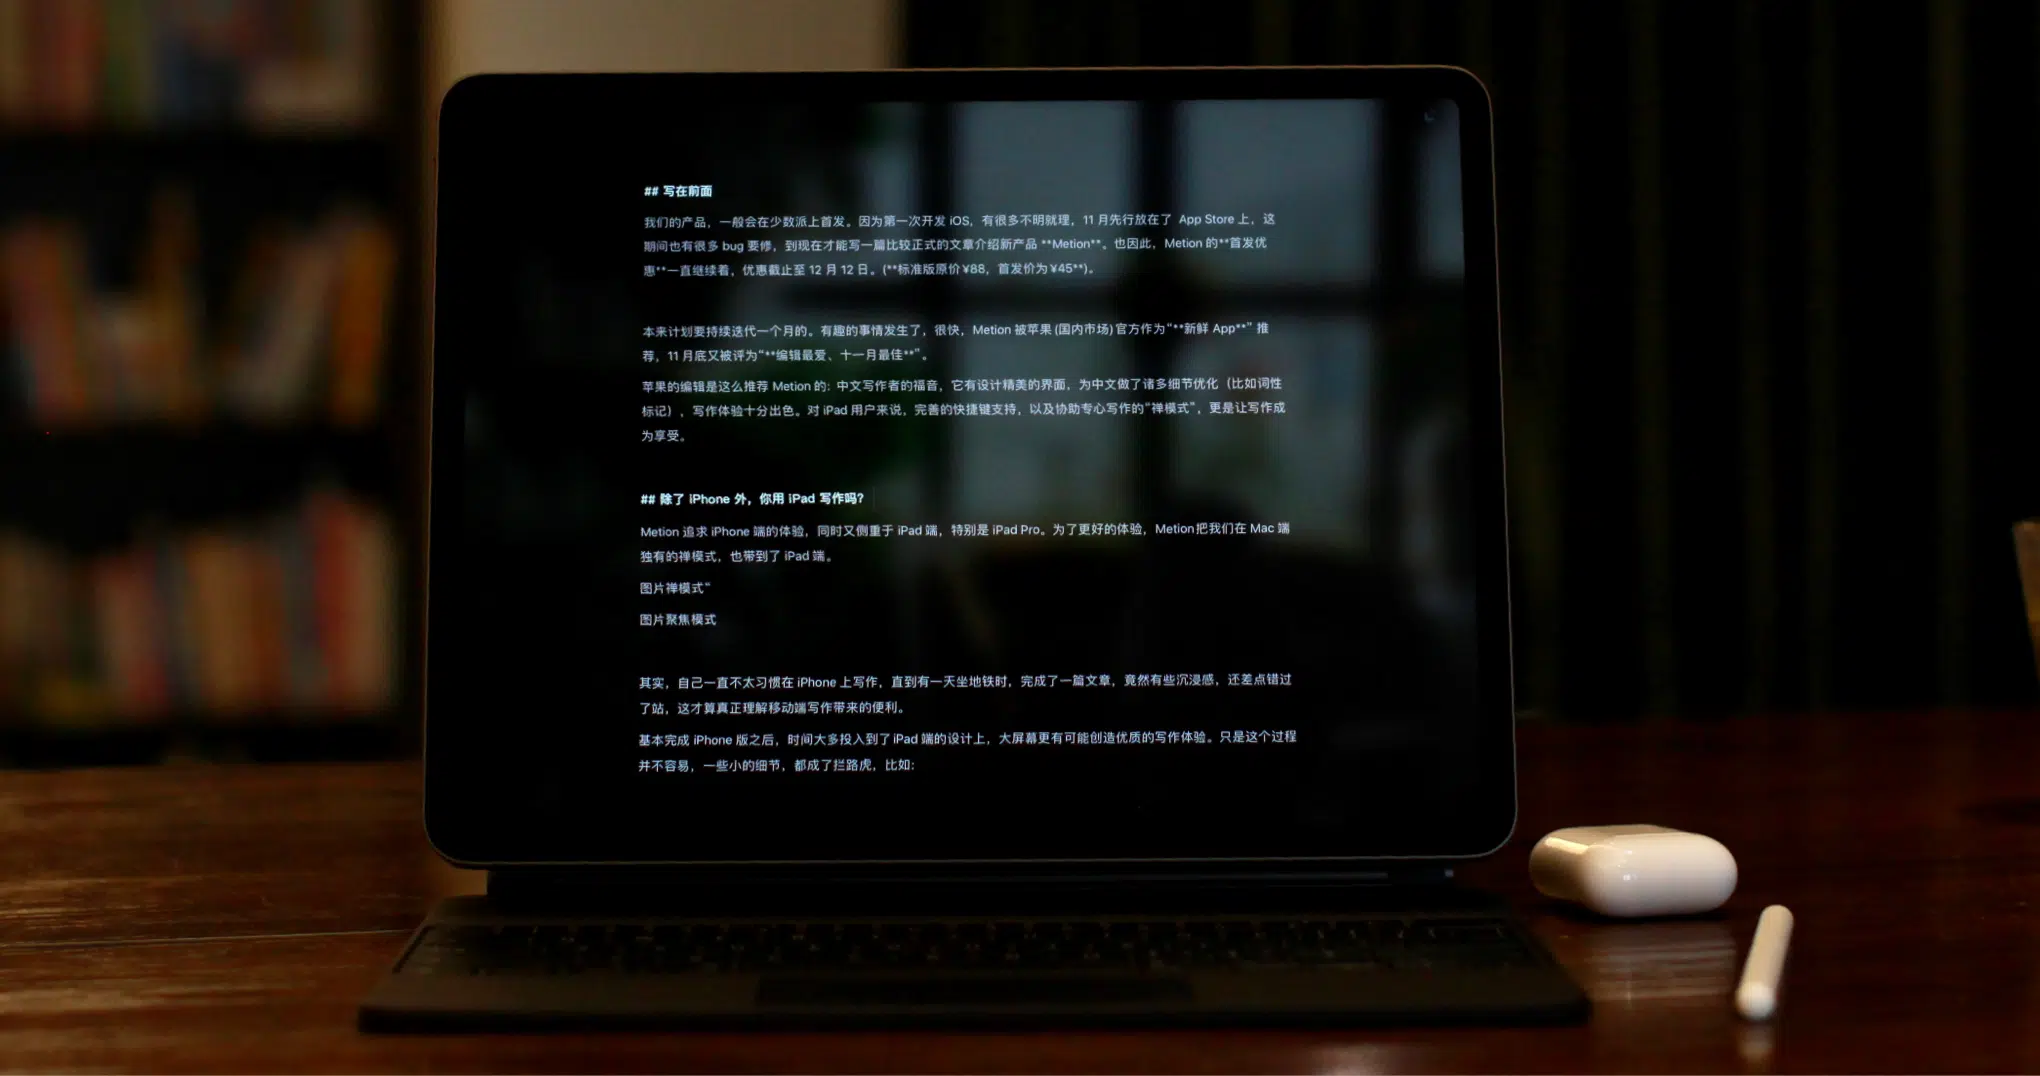 ## 写在前面
我们的产品，一般会在少数派上首发。因为第一次开发 iOS，有很多不明就理，11 月先行放在了 App Store 上，这
期间也有很多 bug 要修，到现在才能写一篇比较正式的文章介绍新产品 **Metion**。也因此，Metion 的**首发优
惠**一直继续着，优惠截止至 12 月 12 日。(**标准版原价¥88，首发价为¥45**)。
本来计划要持续迭代一个月的。有趣的事情发生了，很快，Metion 被苹果(国内市场)官方作为“**新鲜 App**” 推
荐，11 月底又被评为“**编辑最爱、十一月最佳**”。
苹果的编辑是这么推荐 Metion 的：中文写作者的福音，它有设计精美的界面，为中文做了诸多细节优化（比如词性
标记），写作体验十分出色。对 iPad 用户来说，完善的快捷键支持，以及协助专心写作的“禅模式”，更是让写作成
为享受。
## 除了 iPhone 外，你用 iPad 写作吗？
Metion 追求 iPhone 端的体验，同时又侧重于 iPad 端，特别是 iPad Pro。为了更好的体验，Metion把我们在 Mac 端
独有的禅模式，也带到了 iPad 端。
图片禅模式“
图片聚焦模式
其实，自己一直不太习惯在 iPhone 上写作，直到有一天坐地铁时，完成了一篇文章，竟然有些沉浸感，还差点错过
了站，这才算真正理解移动端写作带来的便利。
基本完成 iPhone 版之后，时间大多投入到了 iPad 端的设计上，大屏幕更有可能创造优质的写作体验。只是这个过程
并不容易，一些小的细节，都成了拦路虎，比如：